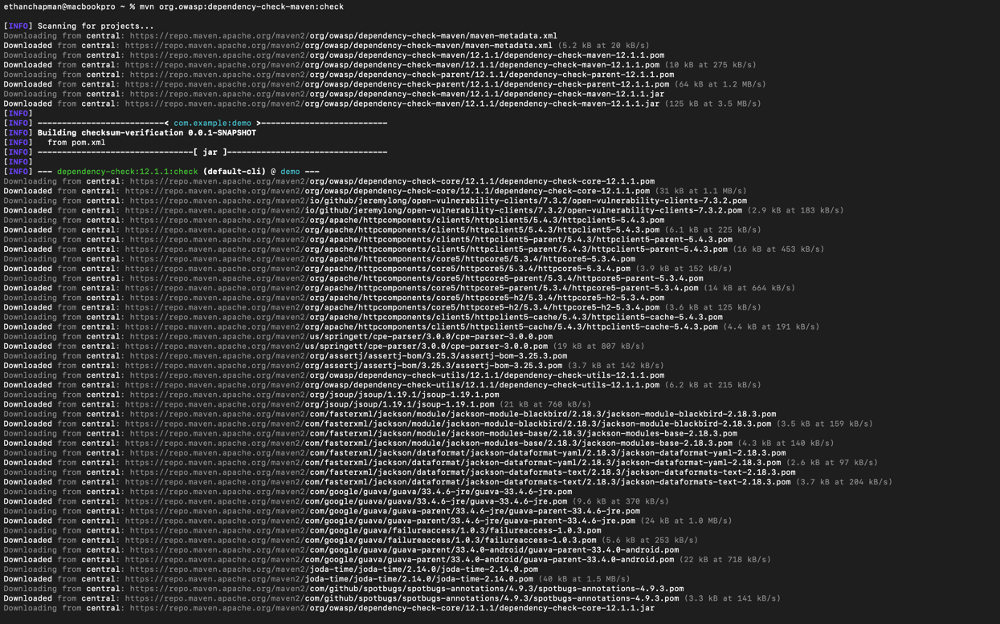 ethanchapman@macbookpro ~ % mvn org.owasp:dependency-check-maven:check
[INFO] Scanning for projects...
Downloading from central: https://repo.maven.apache.org/maven2/org/owasp/dependency-check-maven/maven-metadata.xml
Downloaded from central: https://repo.maven.apache.org/maven2/org/owasp/dependency-check-maven/maven-metadata.xml (5.2 kB at 20 kB/s)
Downloading from central: https://repo.maven.apache.org/maven2/org/owasp/dependency-check-maven/12.1.1/dependency-check-maven-12.1.1.pom
Downloaded from central: https://repo.maven.apache.org/maven2/org/owasp/dependency-check-maven/12.1.1/dependency-check-maven-12.1.1.pom (10 kB at 275 kB/s)
Downloading from central: https://repo.maven.apache.org/maven2/org/owasp/dependency-check-parent/12.1.1/dependency-check-parent-12.1.1.pom
Downloaded from central: https://repo.maven.apache.org/maven2/org/owasp/dependency-check-parent/12.1.1/dependency-check-parent-12.1.1.pom (64 kB at 1.2 MB/s)
Downloading from central: https://repo.maven.apache.org/maven2/org/owasp/dependency-check-maven/12.1.1/dependency-check-maven-12.1.1.jar
Downloaded from central: https://repo.maven.apache.org/maven2/org/owasp/dependency-check-maven/12.1.1/dependency-check-maven-12.1.1.jar (125 kB at 3.5 MB/s)
[INFO]
[INFO] --------------------------< com.example:demo >--------------------------
[INFO] Building checksum-verification 0.0.1-SNAPSHOT
[INFO]   from pom.xml
[INFO] --------------------------------[ jar ]---------------------------------
[INFO]
[INFO] --- dependency-check:12.1.1:check (default-cli) @ demo ---
Downloading from central: https://repo.maven.apache.org/maven2/org/owasp/dependency-check-core/12.1.1/dependency-check-core-12.1.1.pom
Downloaded from central: https://repo.maven.apache.org/maven2/org/owasp/dependency-check-core/12.1.1/dependency-check-core-12.1.1.pom (31 kB at 1.1 MB/s)
Downloading from central: https://repo.maven.apache.org/maven2/io/github/jeremylong/open-vulnerability-clients/7.3.2/open-vulnerability-clients-7.3.2.pom
Downloaded from central: https://repo.maven.apache.org/maven2/io/github/jeremylong/open-vulnerability-clients/7.3.2/open-vulnerability-clients-7.3.2.pom (2.9 kB at 183 kB/s)
Downloading from central: https://repo.maven.apache.org/maven2/org/apache/httpcomponents/client5/httpclient5/5.4.3/httpclient5-5.4.3.pom
Downloaded from central: https://repo.maven.apache.org/maven2/org/apache/httpcomponents/client5/httpclient5/5.4.3/httpclient5-5.4.3.pom (6.1 kB at 225 kB/s)
Downloading from central: https://repo.maven.apache.org/maven2/org/apache/httpcomponents/client5/httpclient5-parent/5.4.3/httpclient5-parent-5.4.3.pom
Downloaded from central: https://repo.maven.apache.org/maven2/org/apache/httpcomponents/client5/httpclient5-parent/5.4.3/httpclient5-parent-5.4.3.pom (16 kB at 453 kB/s)
Downloading from central: https://repo.maven.apache.org/maven2/org/apache/httpcomponents/core5/httpcore5/5.3.4/httpcore5-5.3.4.pom
Downloaded from central: https://repo.maven.apache.org/maven2/org/apache/httpcomponents/core5/httpcore5/5.3.4/httpcore5-5.3.4.pom (3.9 kB at 152 kB/s)
Downloading from central: https://repo.maven.apache.org/maven2/org/apache/httpcomponents/core5/httpcore5-parent/5.3.4/httpcore5-parent-5.3.4.pom
Downloaded from central: https://repo.maven.apache.org/maven2/org/apache/httpcomponents/core5/httpcore5-parent/5.3.4/httpcore5-parent-5.3.4.pom (14 kB at 664 kB/s)
Downloading from central: https://repo.maven.apache.org/maven2/org/apache/httpcomponents/core5/httpcore5-h2/5.3.4/httpcore5-h2-5.3.4.pom
Downloaded from central: https://repo.maven.apache.org/maven2/org/apache/httpcomponents/core5/httpcore5-h2/5.3.4/httpcore5-h2-5.3.4.pom (3.6 kB at 125 kB/s)
Downloading from central: https://repo.maven.apache.org/maven2/org/apache/httpcomponents/client5/httpclient5-cache/5.4.3/httpclient5-cache-5.4.3.pom
Downloaded from central: https://repo.maven.apache.org/maven2/org/apache/httpcomponents/client5/httpclient5-cache/5.4.3/httpclient5-cache-5.4.3.pom (4.4 kB at 191 kB/s)
Downloading from central: https://repo.maven.apache.org/maven2/us/springett/cpe-parser/3.0.0/cpe-parser-3.0.0.pom
Downloaded from central: https://repo.maven.apache.org/maven2/us/springett/cpe-parser/3.0.0/cpe-parser-3.0.0.pom (19 kB at 807 kB/s)
Downloading from central: https://repo.maven.apache.org/maven2/org/assertj/assertj-bom/3.25.3/assertj-bom-3.25.3.pom
Downloaded from central: https://repo.maven.apache.org/maven2/org/assertj/assertj-bom/3.25.3/assertj-bom-3.25.3.pom (3.7 kB at 142 kB/s)
Downloading from central: https://repo.maven.apache.org/maven2/org/owasp/dependency-check-utils/12.1.1/dependency-check-utils-12.1.1.pom
Downloaded from central: https://repo.maven.apache.org/maven2/org/owasp/dependency-check-utils/12.1.1/dependency-check-utils-12.1.1.pom (6.2 kB at 215 kB/s)
Downloading from central: https://repo.maven.apache.org/maven2/org/jsoup/jsoup/1.19.1/jsoup-1.19.1.pom
Downloaded from central: https://repo.maven.apache.org/maven2/org/jsoup/jsoup/1.19.1/jsoup-1.19.1.pom (21 kB at 760 kB/s)
Downloading from central: https://repo.maven.apache.org/maven2/com/fasterxml/jackson/module/jackson-module-blackbird/2.18.3/jackson-module-blackbird-2.18.3.pom
Downloaded from central: https://repo.maven.apache.org/maven2/com/fasterxml/jackson/module/jackson-module-blackbird/2.18.3/jackson-module-blackbird-2.18.3.pom (3.5 kB at 159 kB/s)
Downloading from central: https://repo.maven.apache.org/maven2/com/fasterxml/jackson/module/jackson-modules-base/2.18.3/jackson-modules-base-2.18.3.pom
Downloaded from central: https://repo.maven.apache.org/maven2/com/fasterxml/jackson/module/jackson-modules-base/2.18.3/jackson-modules-base-2.18.3.pom (4.3 kB at 140 kB/s)
Downloading from central: https://repo.maven.apache.org/maven2/com/fasterxml/jackson/dataformat/jackson-dataformat-yaml/2.18.3/jackson-dataformat-yaml-2.18.3.pom
Downloaded from central: https://repo.maven.apache.org/maven2/com/fasterxml/jackson/dataformat/jackson-dataformat-yaml/2.18.3/jackson-dataformat-yaml-2.18.3.pom (2.6 kB at 97 kB/s)
Downloading from central: https://repo.maven.apache.org/maven2/com/fasterxml/jackson/dataformat/jackson-dataformats-text/2.18.3/jackson-dataformats-text-2.18.3.pom
Downloaded from central: https://repo.maven.apache.org/maven2/com/fasterxml/jackson/dataformat/jackson-dataformats-text/2.18.3/jackson-dataformats-text-2.18.3.pom (3.7 kB at 204 kB/s)
Downloading from central: https://repo.maven.apache.org/maven2/com/google/guava/guava/33.4.6-jre/guava-33.4.6-jre.pom
Downloaded from central: https://repo.maven.apache.org/maven2/com/google/guava/guava/33.4.6-jre/guava-33.4.6-jre.pom (9.6 kB at 370 kB/s)
Downloading from central: https://repo.maven.apache.org/maven2/com/google/guava/guava-parent/33.4.6-jre/guava-parent-33.4.6-jre.pom
Downloaded from central: https://repo.maven.apache.org/maven2/com/google/guava/guava-parent/33.4.6-jre/guava-parent-33.4.6-jre.pom (24 kB at 1.0 MB/s)
Downloading from central: https://repo.maven.apache.org/maven2/com/google/guava/failureaccess/1.0.3/failureaccess-1.0.3.pom
Downloaded from central: https://repo.maven.apache.org/maven2/com/google/guava/failureaccess/1.0.3/failureaccess-1.0.3.pom (5.6 kB at 253 kB/s)
Downloading from central: https://repo.maven.apache.org/maven2/com/google/guava/guava-parent/33.4.0-android/guava-parent-33.4.0-android.pom
Downloaded from central: https://repo.maven.apache.org/maven2/com/google/guava/guava-parent/33.4.0-android/guava-parent-33.4.0-android.pom (22 kB at 718 kB/s)
Downloading from central: https://repo.maven.apache.org/maven2/joda-time/joda-time/2.14.0/joda-time-2.14.0.pom
Downloaded from central: https://repo.maven.apache.org/maven2/joda-time/joda-time/2.14.0/joda-time-2.14.0.pom (40 kB at 1.5 MB/s)
Downloading from central: https://repo.maven.apache.org/maven2/com/github/spotbugs/spotbugs-annotations/4.9.3/spotbugs-annotations-4.9.3.pom
Downloaded from central: https://repo.maven.apache.org/maven2/com/github/spotbugs/spotbugs-annotations/4.9.3/spotbugs-annotations-4.9.3.pom (3.3 kB at 141 kB/s)
Downloading from central: https://repo.maven.apache.org/maven2/org/owasp/dependency-check-core/12.1.1/dependency-check-core-12.1.1.jar